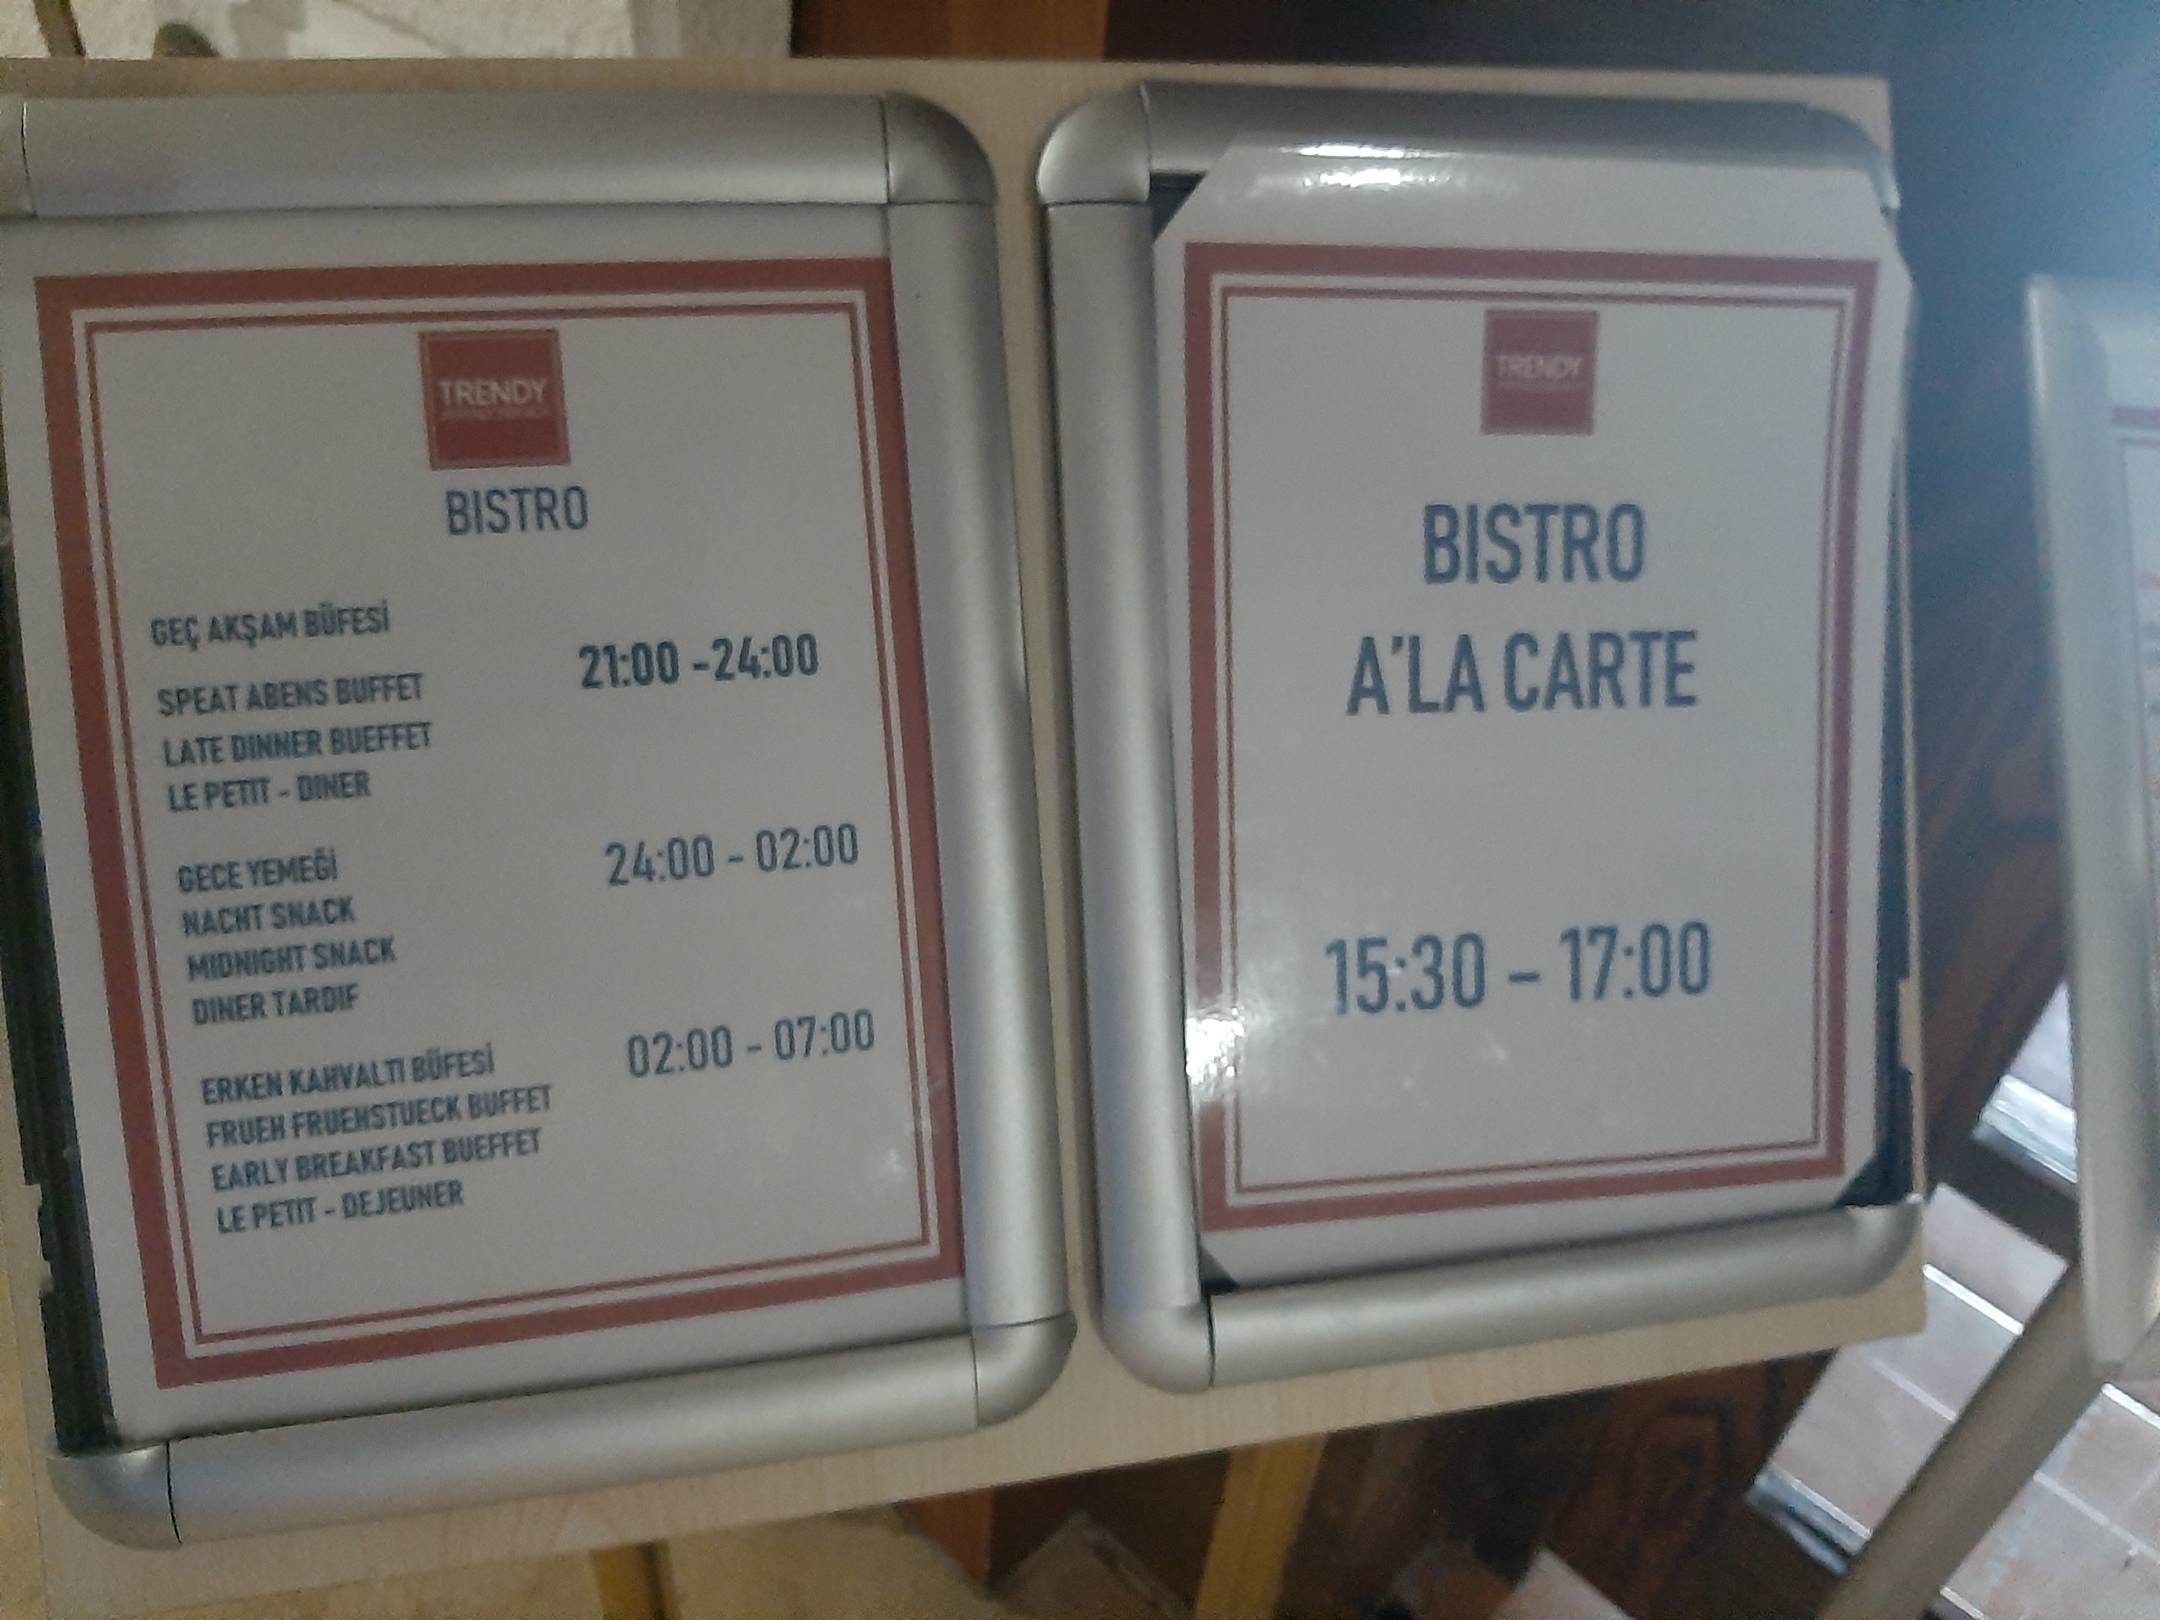 TRENDY
BISTRO
GEÇ AKŞAM BÜFESİ
21:00 -24:00
SPEAT ABENS BUFFET
LATE DINNER BUEFFET
LE PETIT - DINER
24:00 - 02:00
GECE YEMEĞİ
NACHT SNACK
MIDNIGHT SNACK
DINER TARDIF
02:00 - 07:00
ERKEN KAHVALTI BÜFESİ
FRUEH FRUEHSTUECK BUFFET
EARLY BREAKFAST BUEFFET
LE PETIT - DEJEUNER
TRENDY
BISTRO
A'LA CARTE
15:30 - 17:00